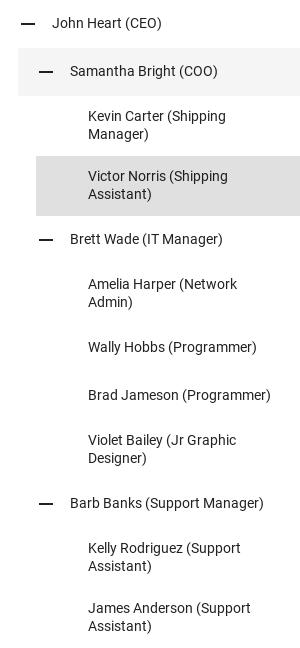 John Heart (CEO)
Samantha Bright (COO)
Kevin Carter (Shipping
Manager)
Victor Norris (Shipping
Assistant)
Brett Wade (IT Manager)
Amelia Harper (Network
Admin)
Wally Hobbs (Programmer)
Brad Jameson (Programmer)
Violet Bailey (Jr Graphic
Designer)
Barb Banks (Support Manager)
Kelly Rodriguez (Support
Assistant)
James Anderson (Support
Assistant)